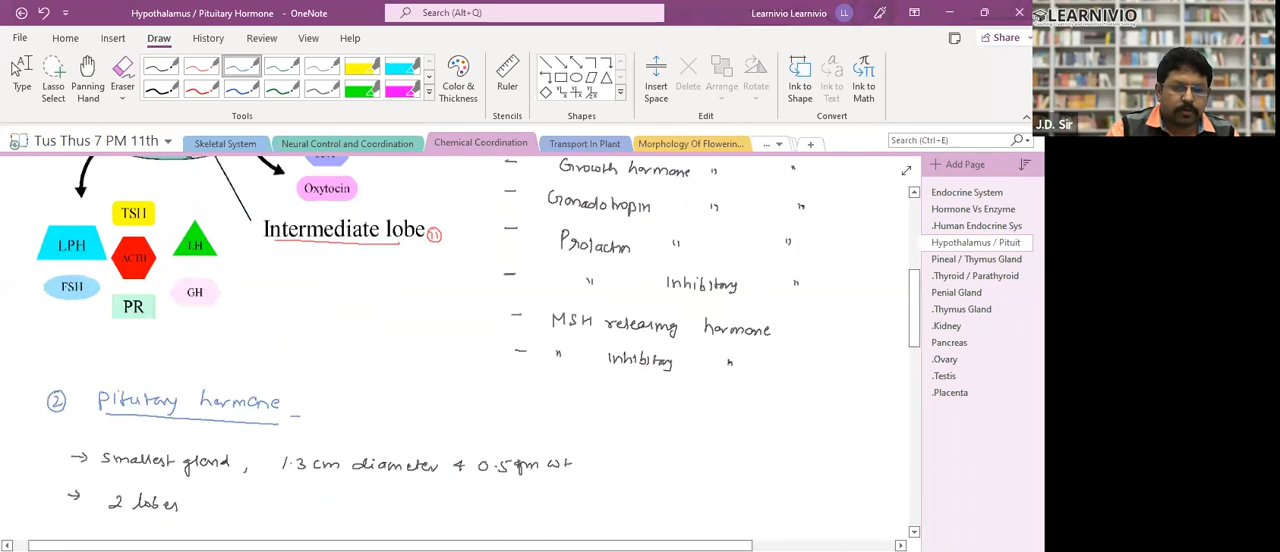 Hypothalamus / Pituitary Hormone - OneNote
Search (Alt+Q)
Learnivio Learnivio
LL
LEARNIVIO
File Home Insert Draw History Review View Help
Share
Type
Lasso Select
Panning Hand
Eraser
Color & Thickness
Ruler
Insert Space
Delete
Arrange
Rotate
Ink to Shape
Ink to Text
Ink to Math
Tools
Stencils
Shapes
Edit
Convert
J.D. Sir
Tus Thus 7 PM 11th
Skeletal System
Neural Control and Coordination
Chemical Coordination
Transport In Plant
Morphology Of Flowerin...
Search (Ctrl+E)
Add Page
Endocrine System
Hormone Vs Enzyme
.Human Endocrine Sys
Hypothalamus / Pituit
Pineal / Thymus Gland
.Thyroid / Parathyroid
Penial Gland
.Thymus Gland
.Kidney
Pancreas
.Ovary
.Testis
.Placenta
Oxytocin
Intermediate lobe
TSH
LPH
ACTH
LH
FSH
GH
PR
- Growth hormone " "
- Gonadotropin " "
- Prolactin " "
- " Inhibitory "
- MSH releasing hormone
- " inhibitory "
② Pitutary hormone
→ Smallest gland, 1.3 cm diameter & 0.5 gm wt
→ 2 lobes